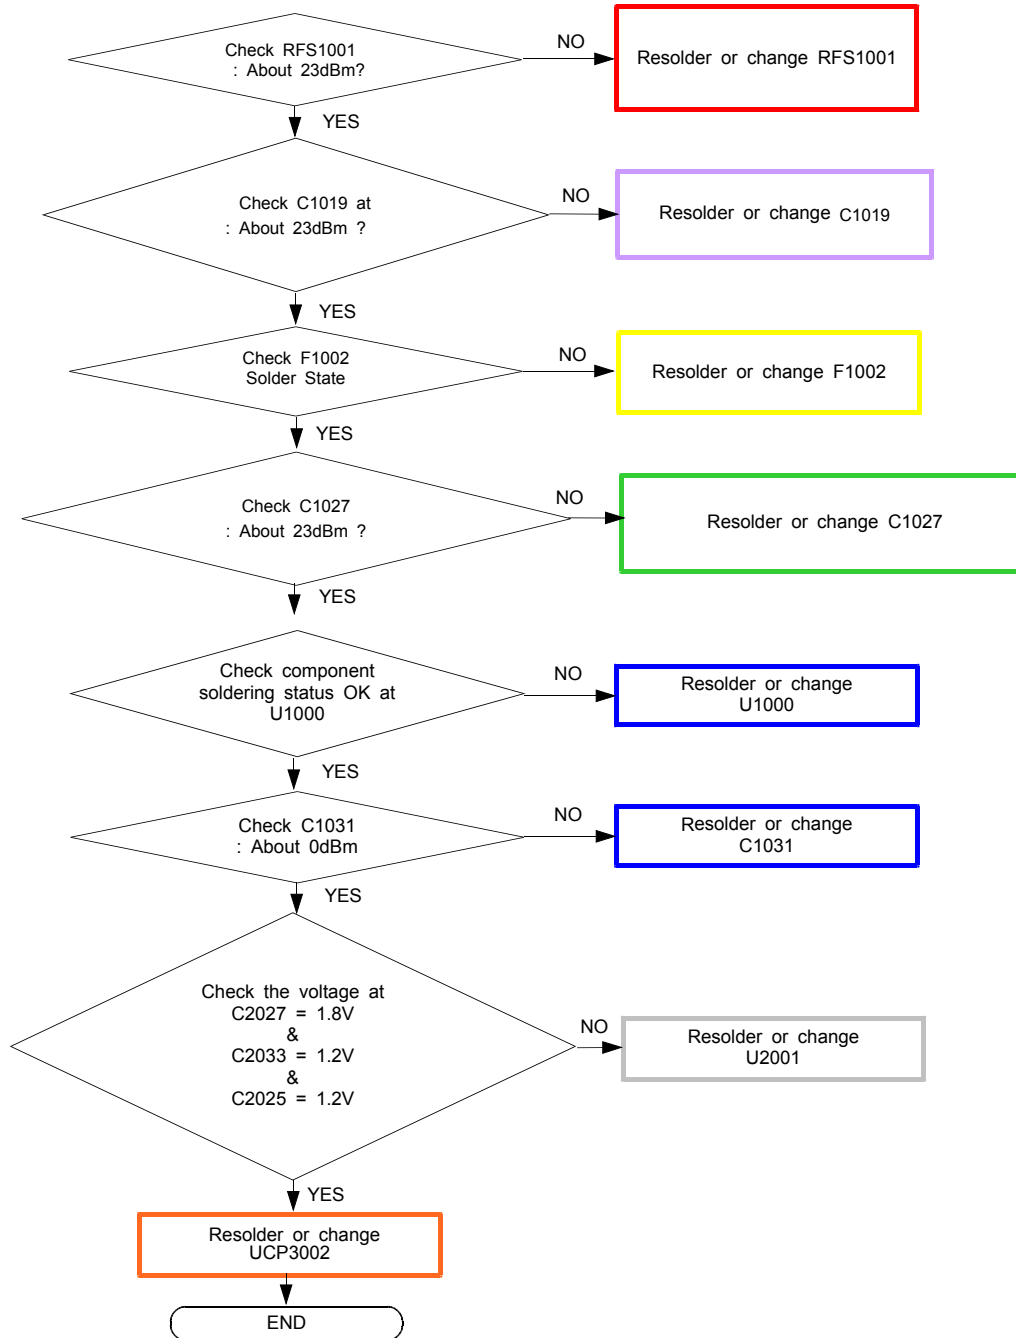 Check RFS1001
: About 23dBm?
NO
Resolder or change RFS1001
YES
Check C1019 at
: About 23dBm ?
NO
Resolder or change C1019
YES
Check F1002
Solder State
NO
Resolder or change F1002
YES
Check C1027
: About 23dBm ?
NO
Resolder or change C1027
YES
Check component
soldering status OK at
U1000
NO
Resolder or change
U1000
YES
Check C1031
: About 0dBm
NO
Resolder or change
C1031
YES
Check the voltage at
C2027 = 1.8V
&
C2033 = 1.2V
&
C2025 = 1.2V
NO
Resolder or change
U2001
YES
Resolder or change
UCP3002
END